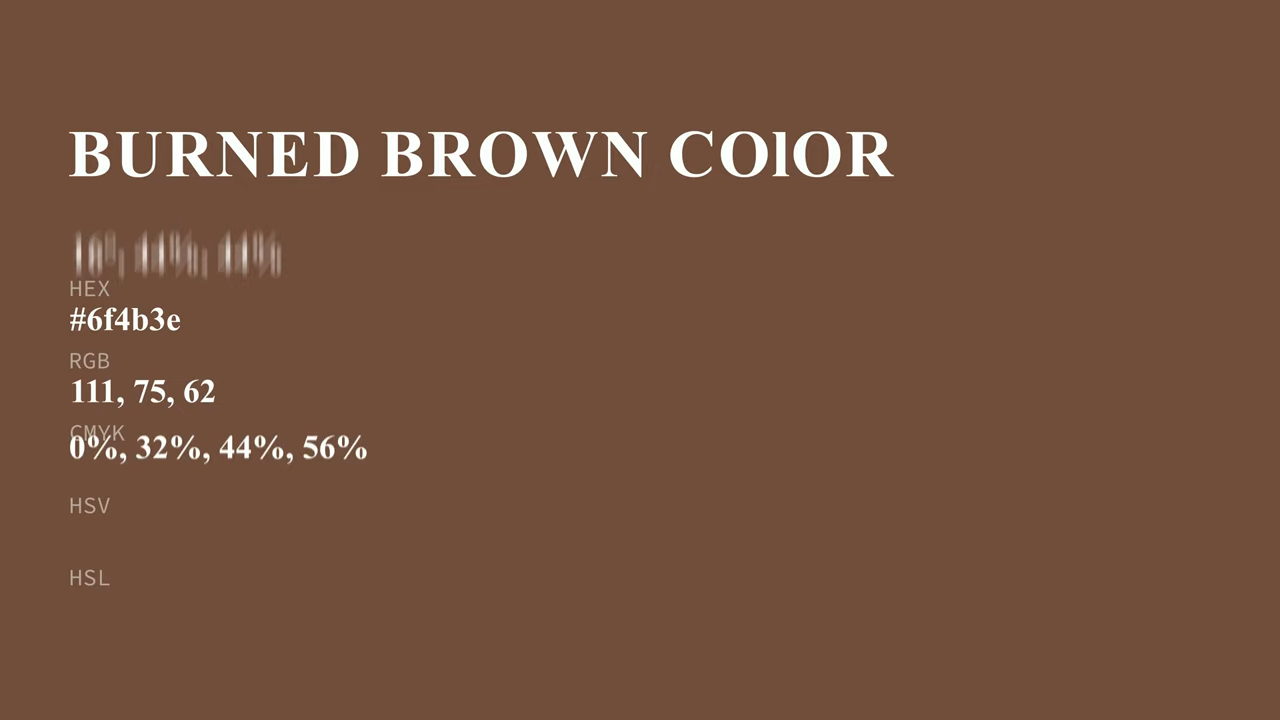 BURNED BROWN COlOR
HEX
#6f4b3e
RGB
111, 75, 62
CMYK
0%, 32%, 44%, 56%
HSV
HSL